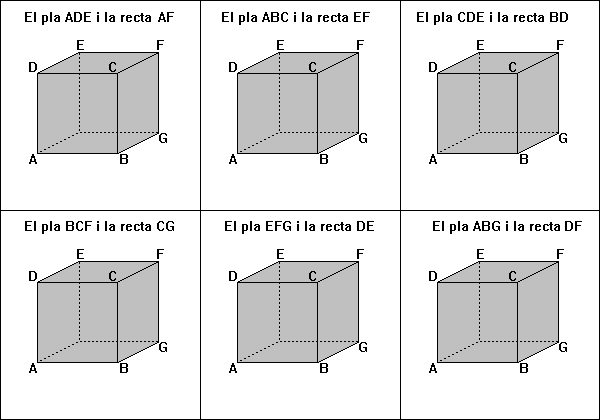 El pla ADE i la recta AF
E F
D C
G
A B
El pla ABC i la recta EF
E F
D C
G
A B
El pla CDE i la recta BD
E F
D C
G
A B
El pla BCF i la recta CG
E F
D C
G
A B
El pla EFG i la recta DE
E F
D C
G
A B
El pla ABG i la recta DF
E F
D C
G
A B